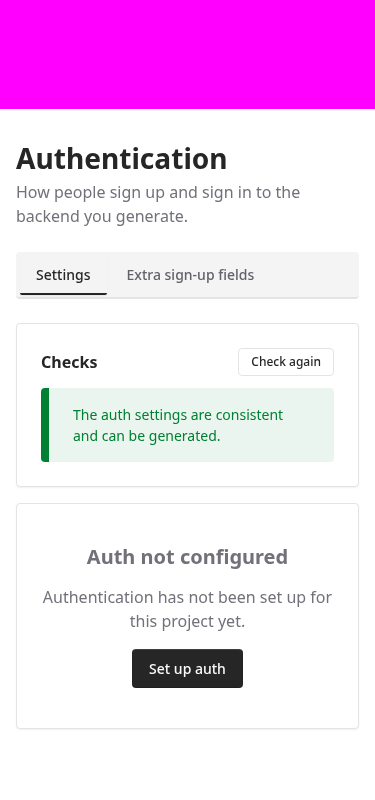 Authentication
How people sign up and sign in to the
backend you generate.
Settings
Extra sign-up fields
Checks
Check again
The auth settings are consistent
and can be generated.
Auth not configured
Authentication has not been set up for
this project yet.
Set up auth